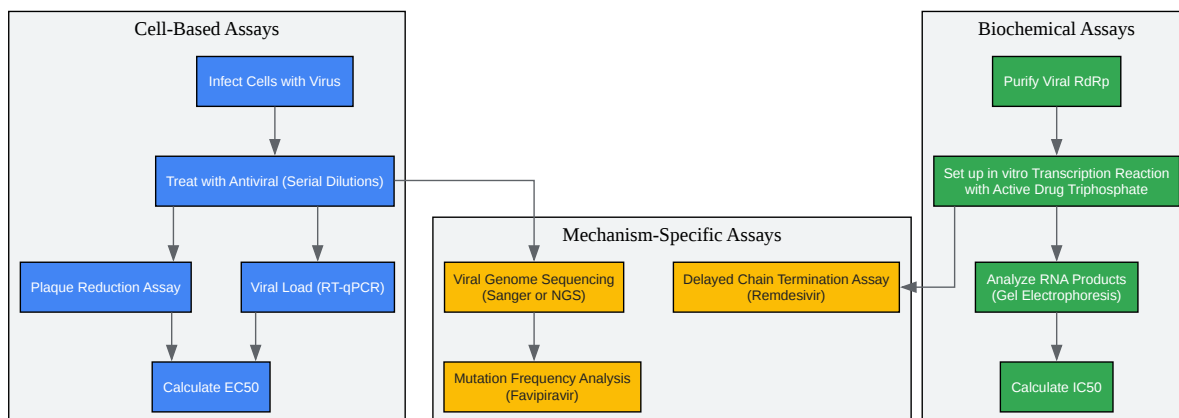 Cell-Based Assays
Infect Cells with Virus
Treat with Antiviral (Serial Dilutions)
Plaque Reduction Assay
Viral Load (RT-qPCR)
Calculate EC50
Mechanism-Specific Assays
Viral Genome Sequencing
(Sanger or NGS)
Delayed Chain Termination Assay
(Remdesivir)
Mutation Frequency Analysis
(Favipiravir)
Biochemical Assays
Purify Viral RdRp
Set up in vitro Transcription Reaction
with Active Drug Triphosphate
Analyze RNA Products
(Gel Electrophoresis)
Calculate IC50